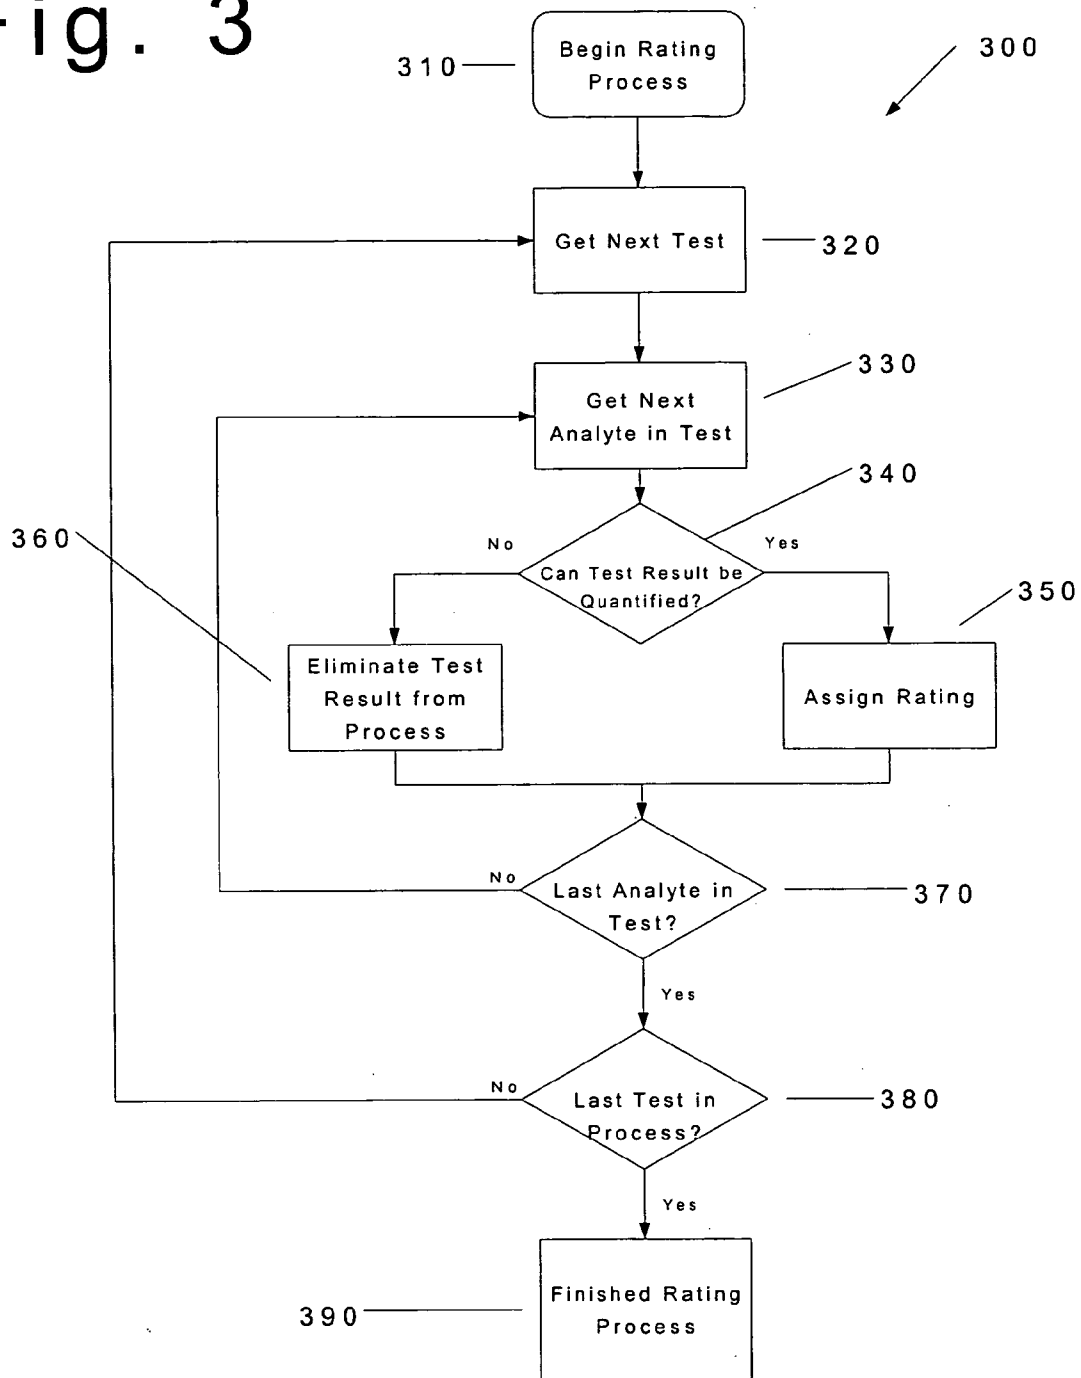 Fig. 3
310
Begin Rating
Process
300
Get Next Test
320
330
Get Next
Analyte in Test
340
360
No
Yes
Can Test Result be
Quantified?
350
Eliminate Test
Result from
Process
Assign Rating
No
Last Analyte in
Test?
370
Yes
No
Last Test in
Process?
380
Yes
390
Finished Rating
Process